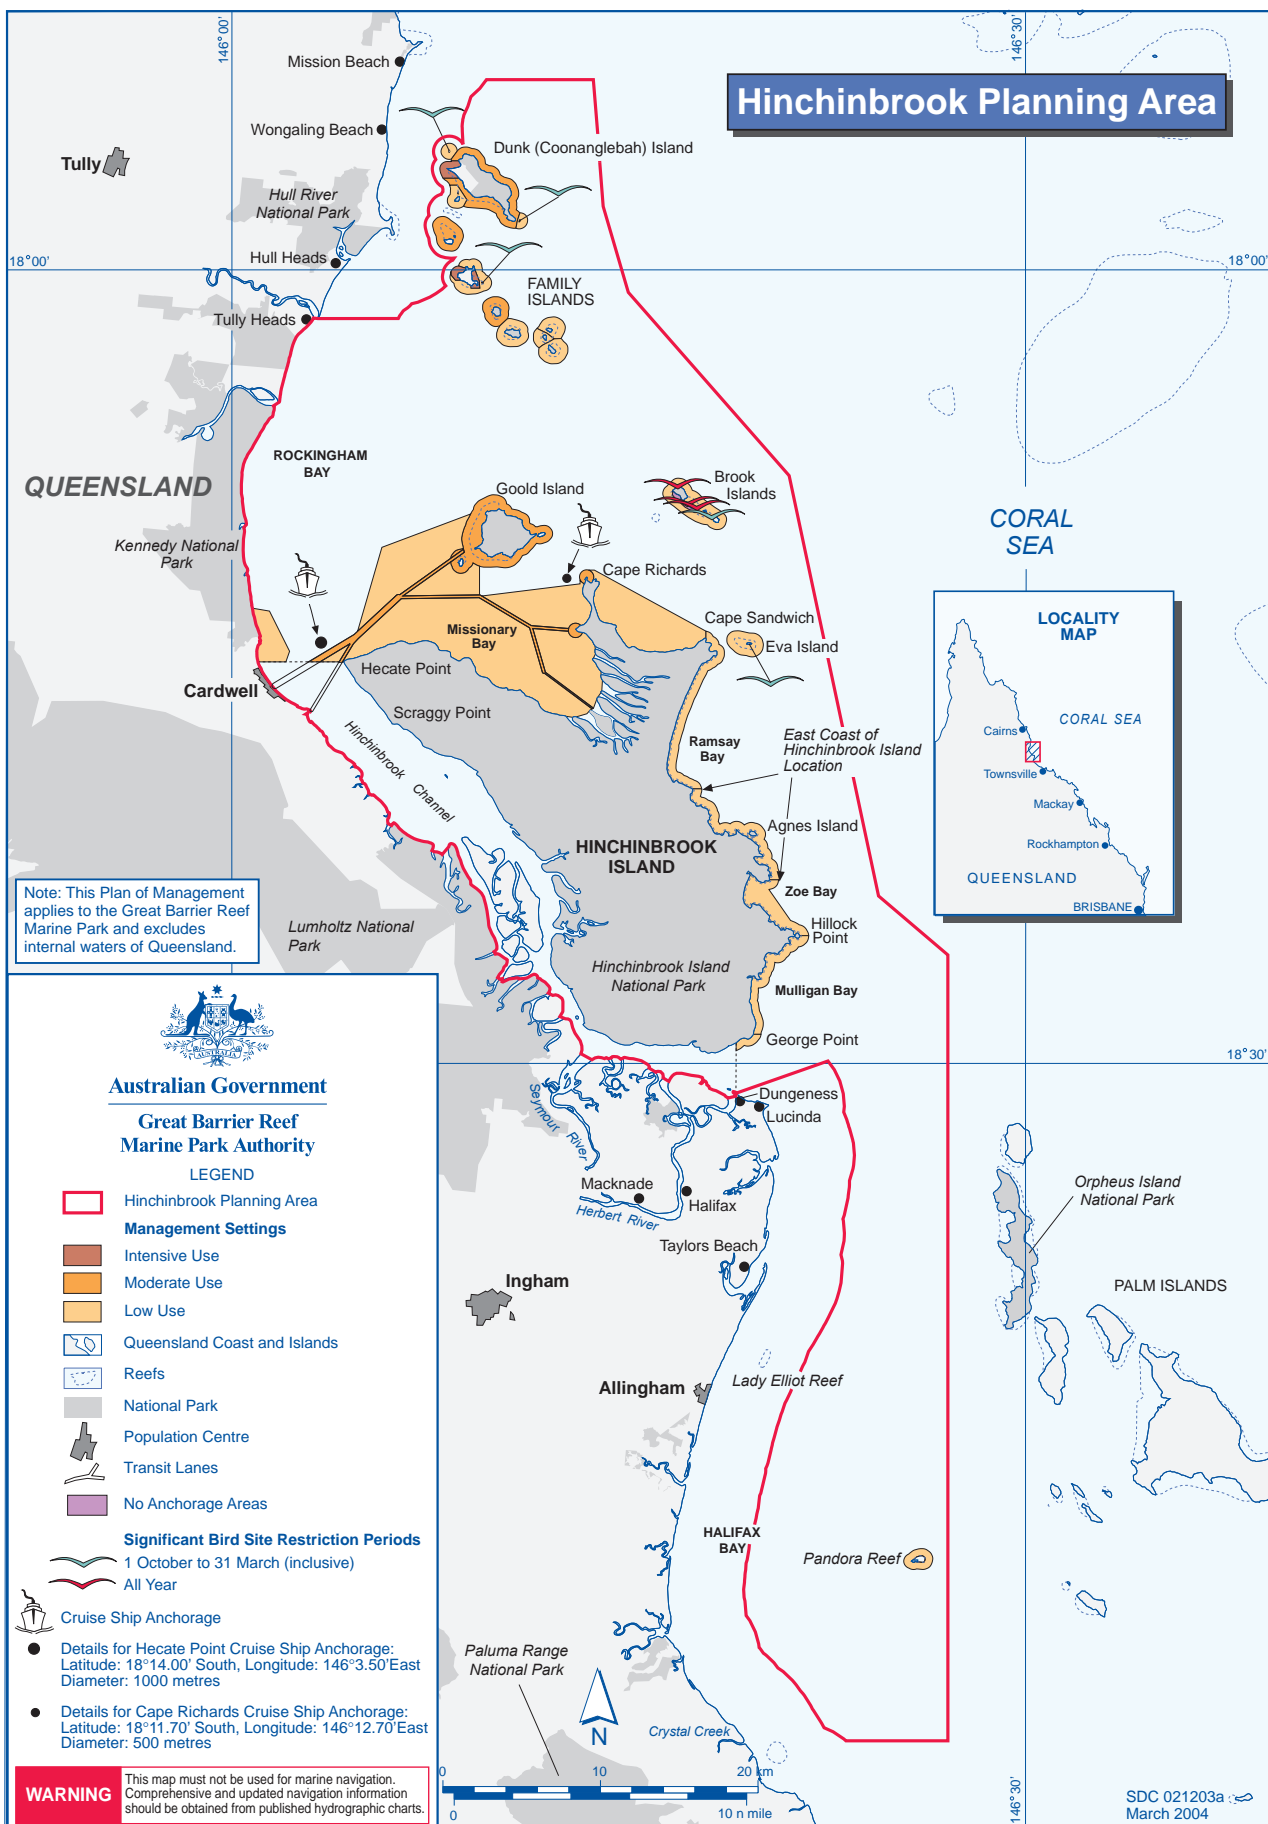 146°00'
146°30'
Hinchinbrook Planning Area
Mission Beach
Wongaling Beach
Tully
Dunk (Coonanglebah) Island
Hull River
National Park
Hull Heads
18°00'
18°00'
FAMILY
ISLANDS
Tully Heads
ROCKINGHAM
BAY
QUEENSLAND
Goold Island
Brook
Islands
CORAL
SEA
Kennedy National
Park
Cape Richards
Cape Sandwich
Eva Island
Missionary
Bay
Hecate Point
Cardwell
Scraggy Point
Hinchinbrook Channel
Ramsay
Bay
East Coast of
Hinchinbrook Island
Location
Agnes Island
HINCHINBROOK
ISLAND
Zoe Bay
Hillock
Point
LOCALITY
MAP
Cairns
CORAL SEA
Townsville
Mackay
Rockhampton
QUEENSLAND
BRISBANE
Note: This Plan of Management
applies to the Great Barrier Reef
Marine Park and excludes
internal waters of Queensland.
Lumholtz National
Park
Hinchinbrook Island
National Park
Mulligan Bay
George Point
18°30'
Dungeness
Lucinda
Seymour River
Macknade
Halifax
Herbert River
Taylors Beach
Ingham
Orpheus Island
National Park
PALM ISLANDS
Lady Elliot Reef
Allingham
HALIFAX
BAY
Pandora Reef
Paluma Range
National Park
N
Crystal Creek
0 10 20 km
0 10 n mile
146°30'
SDC 021203a
March 2004
AUSTRALIA
Australian Government
Great Barrier Reef
Marine Park Authority
LEGEND
Hinchinbrook Planning Area
Management Settings
Intensive Use
Moderate Use
Low Use
Queensland Coast and Islands
Reefs
National Park
Population Centre
Transit Lanes
No Anchorage Areas
Significant Bird Site Restriction Periods
1 October to 31 March (inclusive)
All Year
Cruise Ship Anchorage
Details for Hecate Point Cruise Ship Anchorage:
Latitude: 18°14.00' South, Longitude: 146°3.50'East
Diameter: 1000 metres
Details for Cape Richards Cruise Ship Anchorage:
Latitude: 18°11.70' South, Longitude: 146°12.70'East
Diameter: 500 metres
WARNING
This map must not be used for marine navigation.
Comprehensive and updated navigation information
should be obtained from published hydrographic charts.